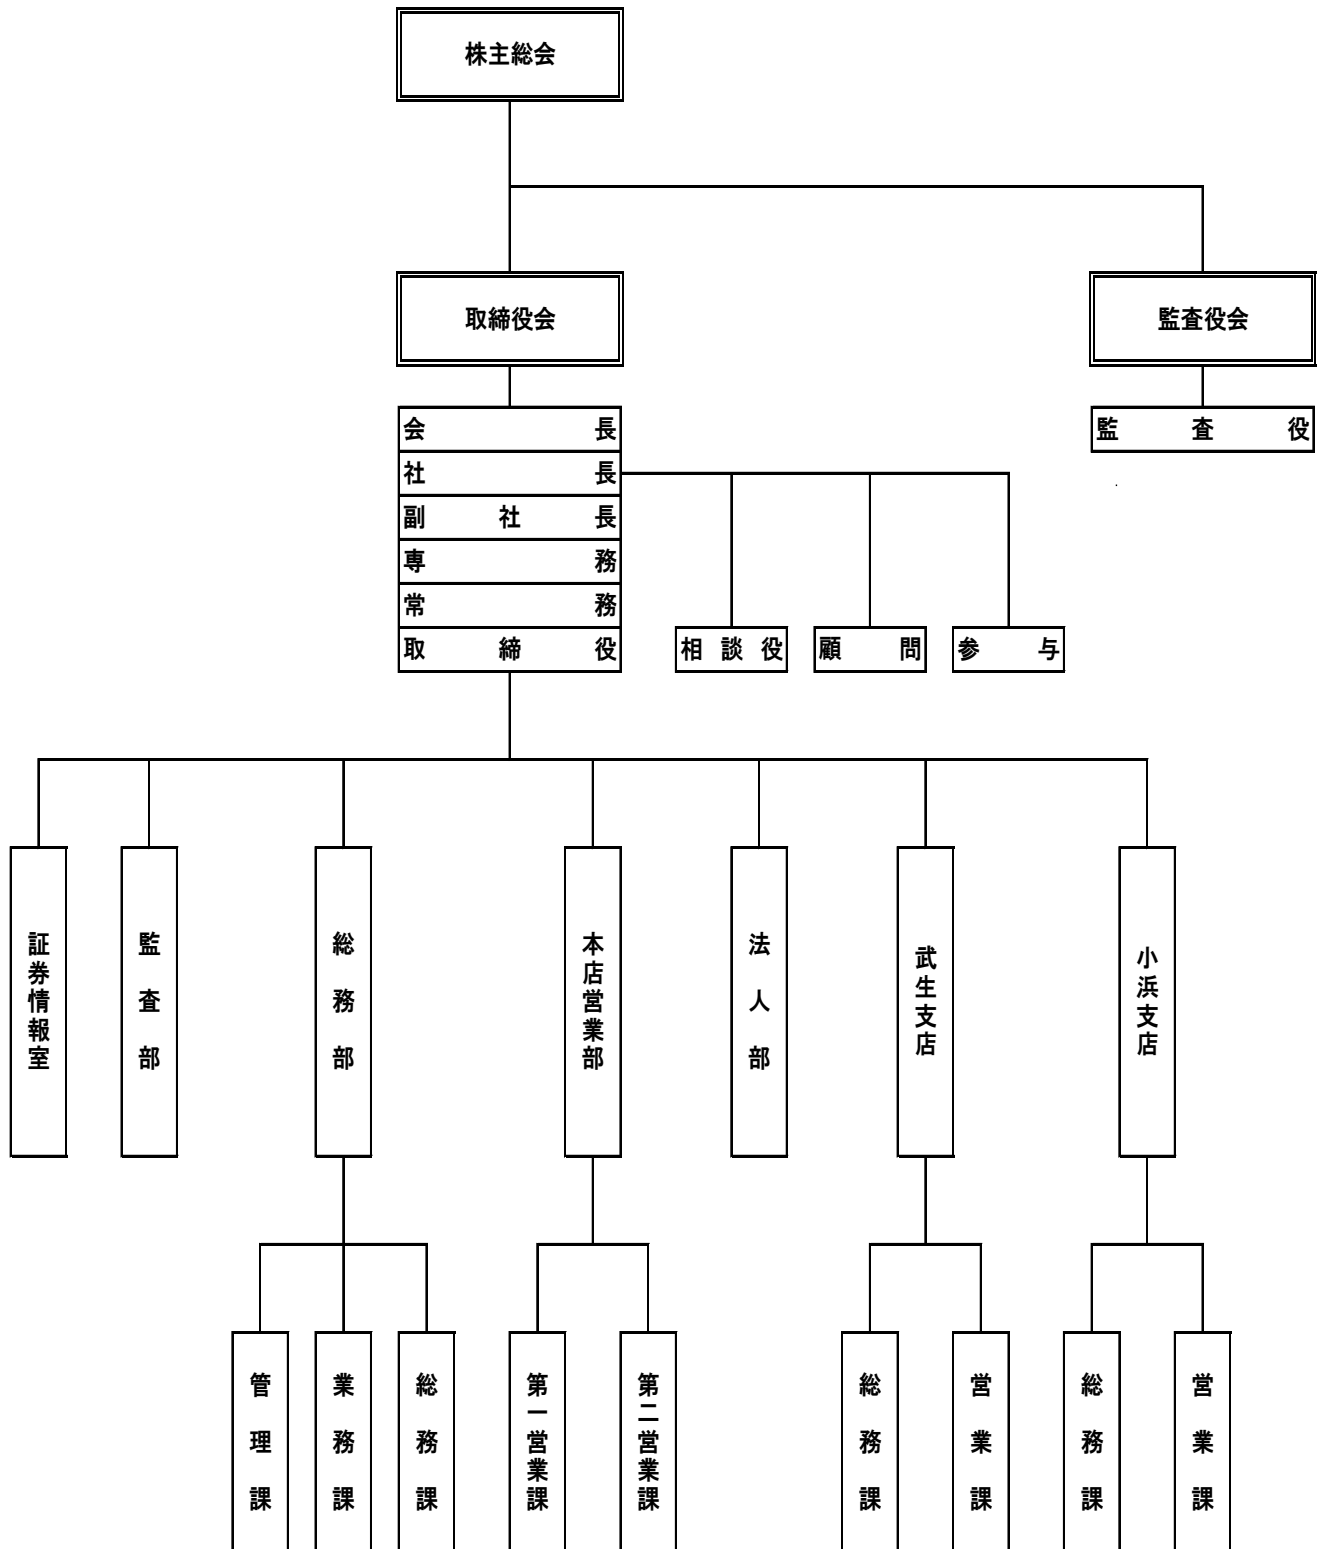 株主総会
取締役会
監査役会
会長
監査役
社長
副社長
専務
常務
取締役
相談役
顧問
参与
証券情報室
監査部
総務部
本店営業部
法人部
武生支店
小浜支店
管理課
業務課
総務課
第一営業課
第二営業課
総務課
営業課
総務課
営業課